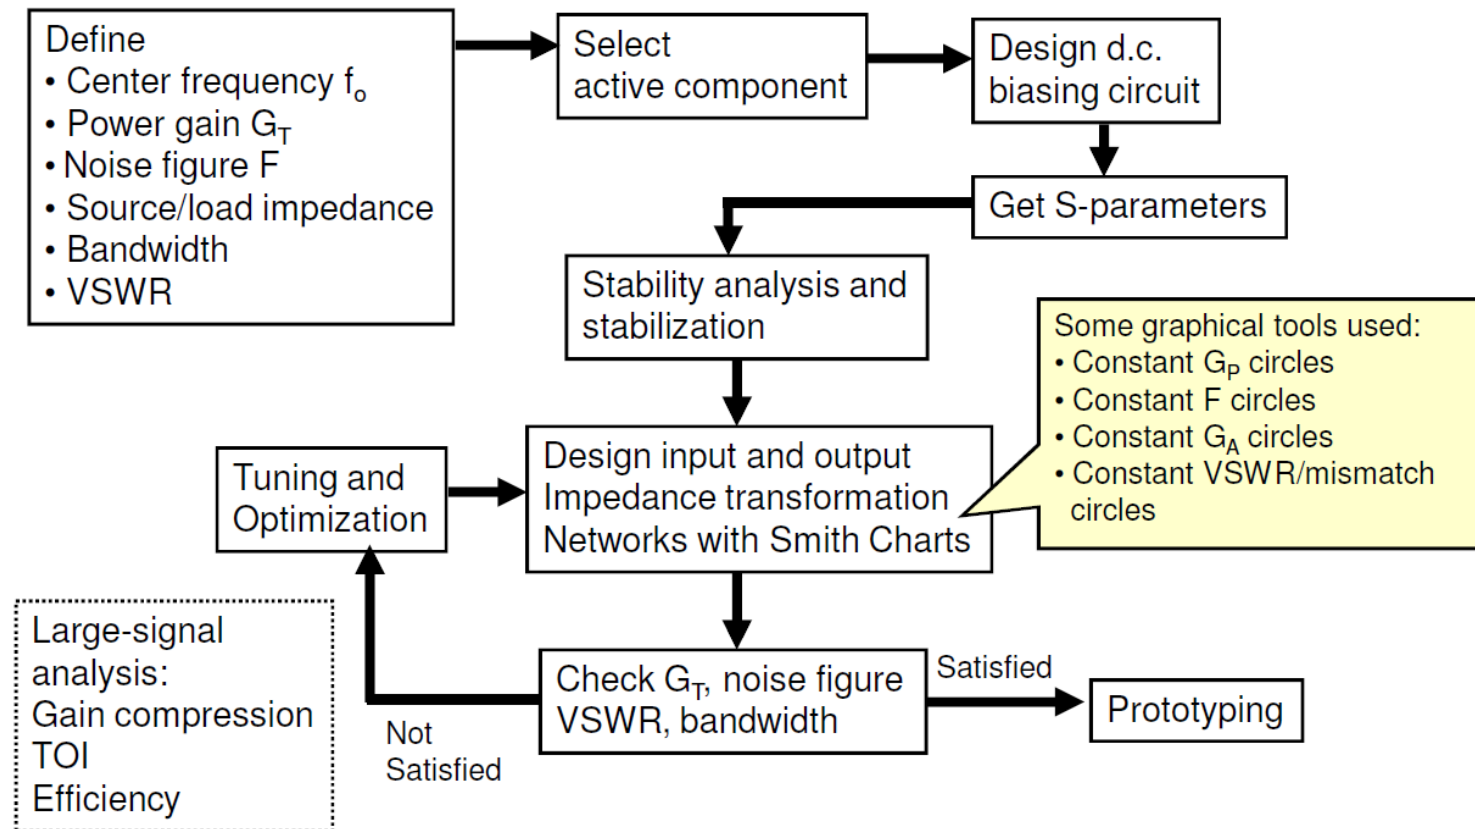 Define
• Center frequency fo
• Power gain GT
• Noise figure F
• Source/load impedance
• Bandwidth
• VSWR
Select
active component
Design d.c.
biasing circuit
Get S-parameters
Stability analysis and
stabilization
Some graphical tools used:
• Constant GP circles
• Constant F circles
• Constant GA circles
• Constant VSWR/mismatch
circles
Design input and output
Impedance transformation
Networks with Smith Charts
Tuning and
Optimization
Large-signal
analysis:
Gain compression
TOI
Efficiency
Not
Satisfied
Check GT, noise figure
VSWR, bandwidth
Satisfied
Prototyping